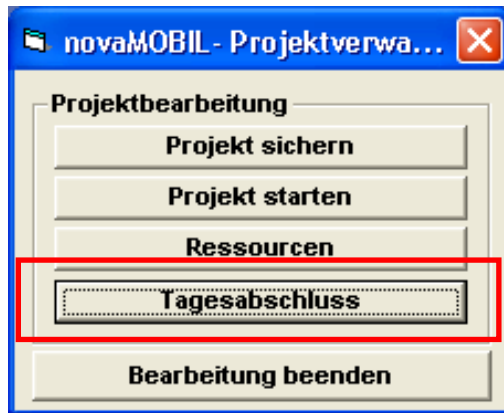 novaMOBIL- Projektverwa...
Projektbearbeitung
Projekt sichern
Projekt starten
Ressourcen
Tagesabschluss
Bearbeitung beenden